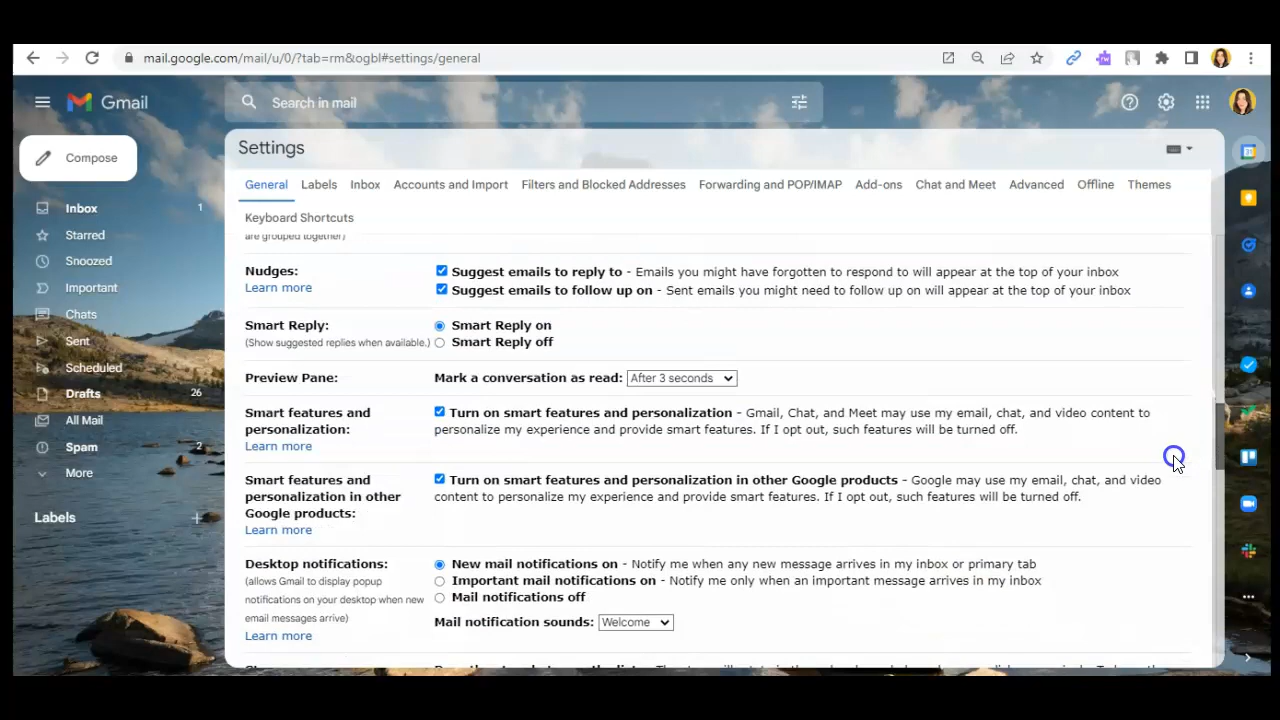 mail.google.com/mail/u/0/?tab=rm&ogbl#settings/general
Gmail
Search in mail
Compose
Inbox 1
Starred
Snoozed
Important
Chats
Sent
Scheduled
Drafts 26
All Mail
Spam 2
More
Labels
Settings
General Labels Inbox Accounts and Import Filters and Blocked Addresses Forwarding and POP/IMAP Add-ons Chat and Meet Advanced Offline Themes
Keyboard Shortcuts
are grouped together)
Nudges:
Learn more
Suggest emails to reply to - Emails you might have forgotten to respond to will appear at the top of your inbox
Suggest emails to follow up on - Sent emails you might need to follow up on will appear at the top of your inbox
Smart Reply:
(Show suggested replies when available.)
Smart Reply on
Smart Reply off
Preview Pane:
Mark a conversation as read: After 3 seconds
Smart features and
personalization:
Learn more
Turn on smart features and personalization - Gmail, Chat, and Meet may use my email, chat, and video content to
personalize my experience and provide smart features. If I opt out, such features will be turned off.
Smart features and
personalization in other
Google products:
Learn more
Turn on smart features and personalization in other Google products - Google may use my email, chat, and video
content to personalize my experience and provide smart features. If I opt out, such features will be turned off.
Desktop notifications:
(allows Gmail to display popup
notifications on your desktop when new
email messages arrive)
Learn more
New mail notifications on - Notify me when any new message arrives in my inbox or primary tab
Important mail notifications on - Notify me only when an important message arrives in my inbox
Mail notifications off
Mail notification sounds: Welcome